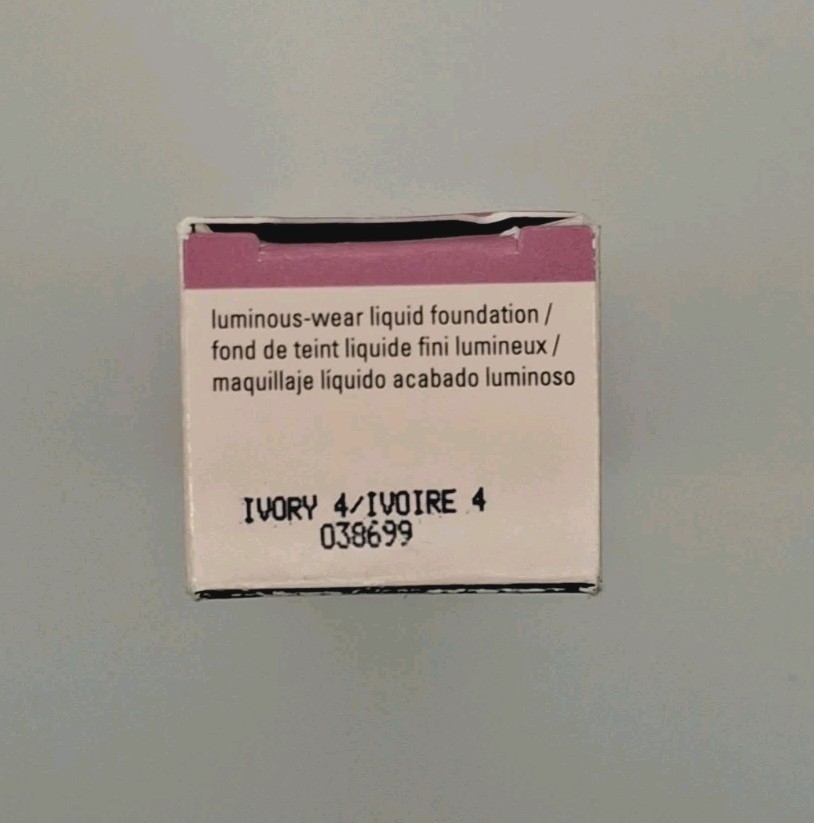 luminous-wear liquid foundation /
fond de teint liquide fini lumineux /
maquillaje líquido acabado luminoso
IVORY 4/IVOIRE 4
038699